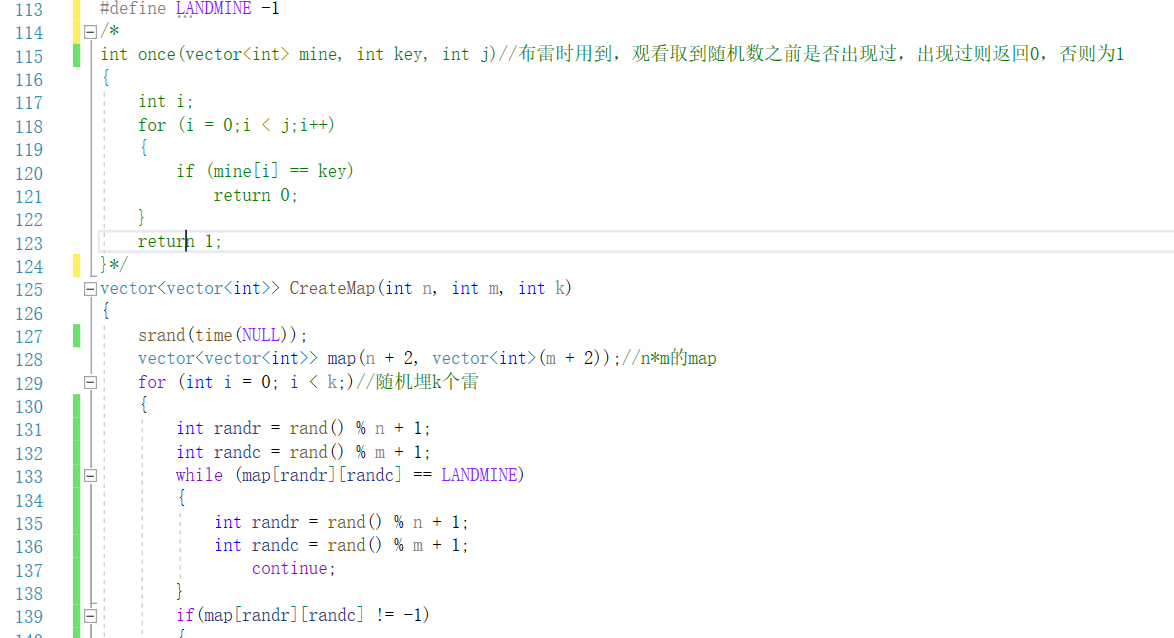 113 #define LANDMINE -1
114 /*
115 int once(vector<int> mine, int key, int j)//布雷时用到，观看取到随机数之前是否出现过，出现过则返回0，否则为1
116 {
117 int i;
118 for (i = 0;i < j;i++)
119 {
120 if (mine[i] == key)
121 return 0;
122 }
123 return 1;
124 }*/
125 vector<vector<int>> CreateMap(int n, int m, int k)
126 {
127 srand(time(NULL));
128 vector<vector<int>> map(n + 2, vector<int>(m + 2));//n*m的map
129 for (int i = 0; i < k;)//随机埋k个雷
130 {
131 int randr = rand() % n + 1;
132 int randc = rand() % m + 1;
133 while (map[randr][randc] == LANDMINE)
134 {
135 int randr = rand() % n + 1;
136 int randc = rand() % m + 1;
137 continue;
138 }
139 if(map[randr][randc] != -1)
140 {